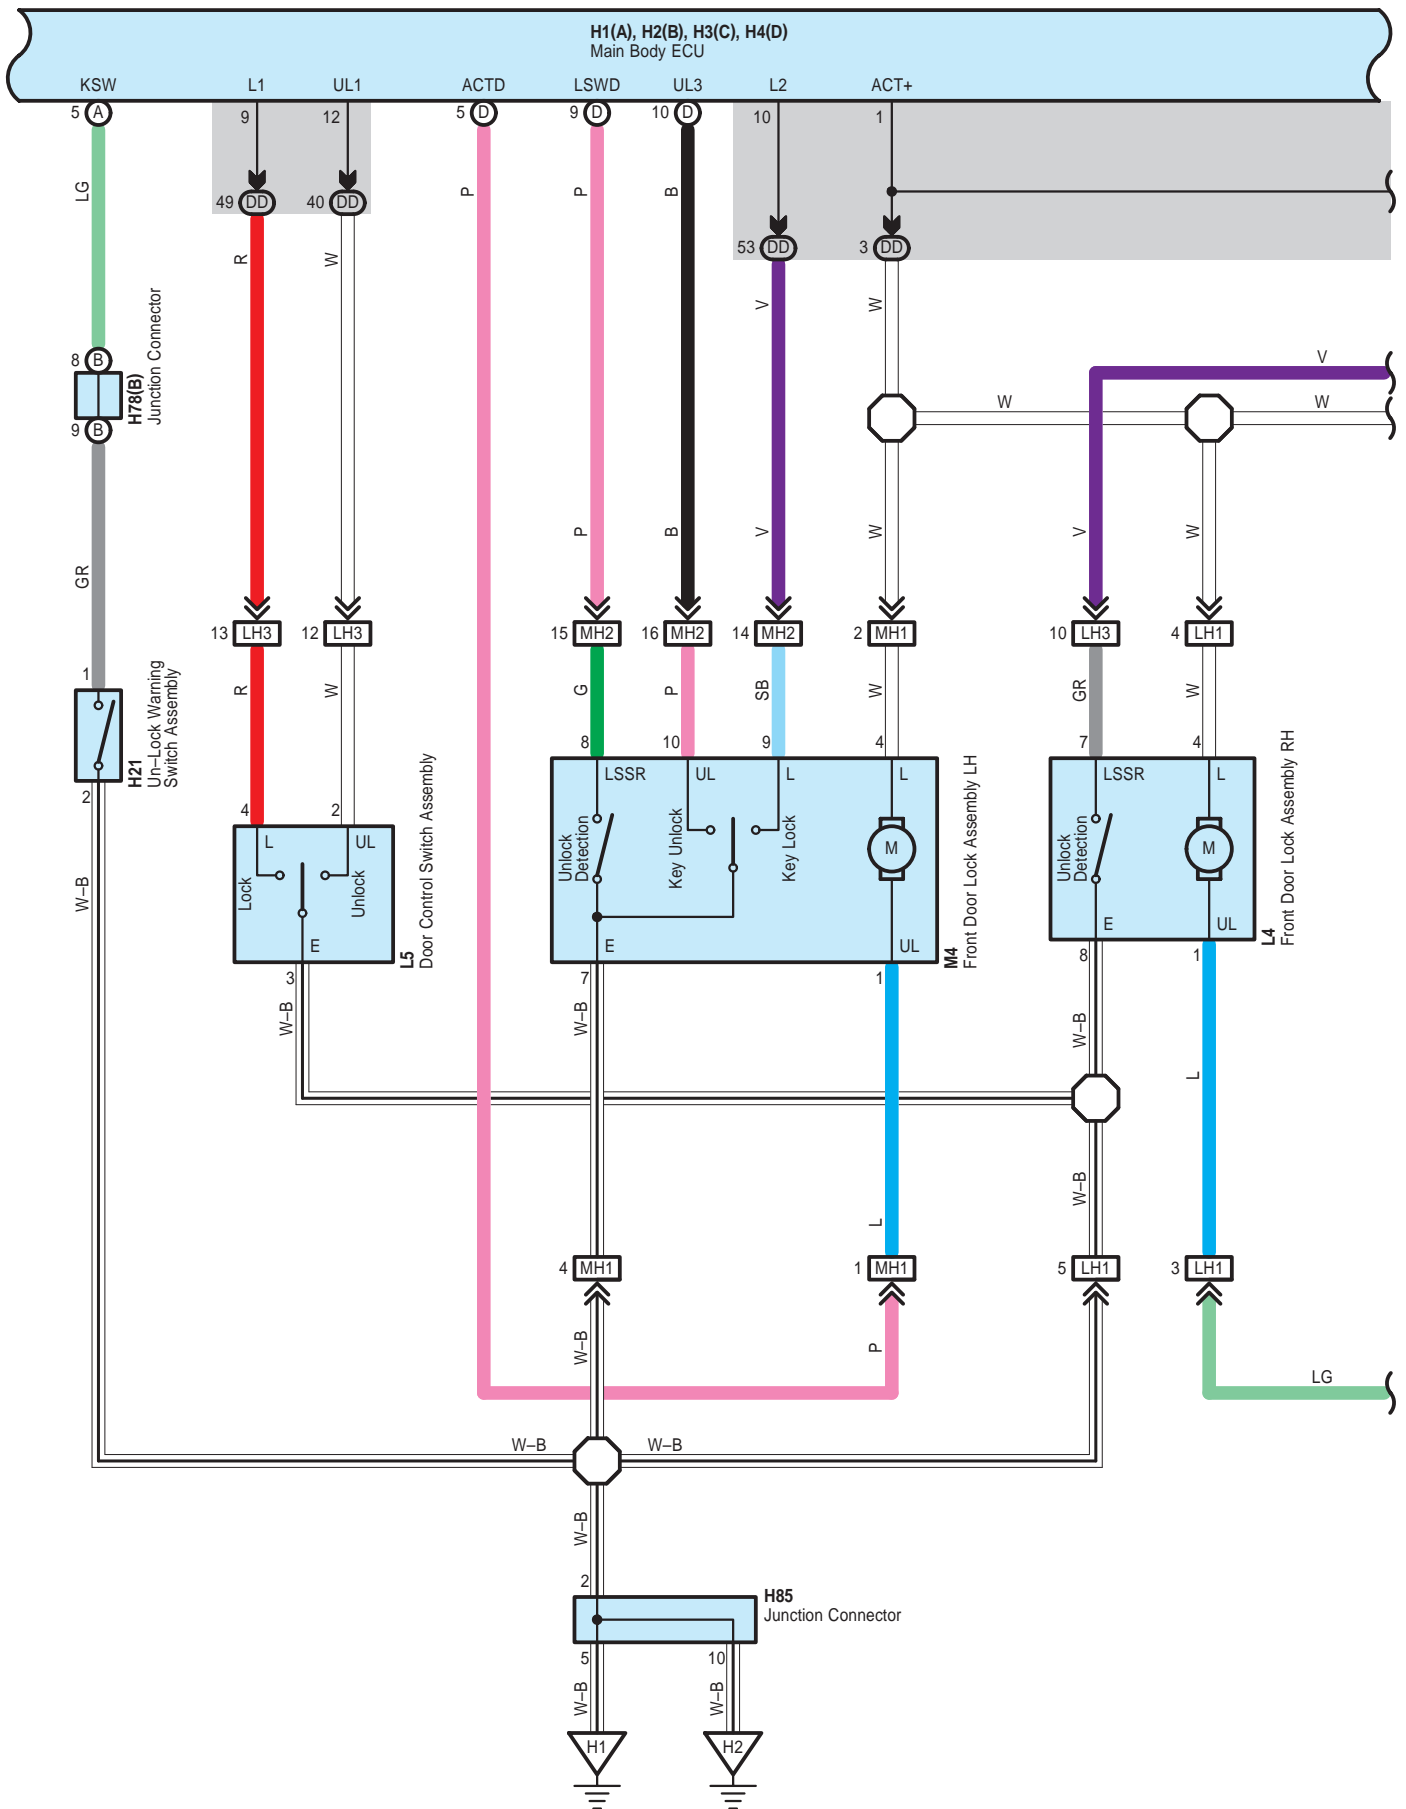 H1(A), H2(B), H3(C), H4(D)
Main Body ECU
KSW L1 UL1 ACTD LSWD UL3 L2 ACT+
5 A 9 12 5 D 9 D 10 D 10 1
LG P P B
49 DD 40 DD
53 DD 3 DD
R W V W
8 B
H78(B)
Junction Connector
9 B
V
W W
GR P B V W V W
13 LH3 12 LH3 15 MH2 16 MH2 14 MH2 2 MH1 10 LH3 4 LH1
R W G P SB W GR W
1
H21
Un–Lock Warning
Switch Assembly
2
4 2
L UL
Lock
Unlock
E
3
L5
Door Control Switch Assembly
8 10 9 4
LSSR UL L L
Unlock
Detection
Key Unlock
Key Lock
M
E UL
7 1
M4
Front Door Lock Assembly LH
7 4
LSSR L
Unlock
Detection
M
E UL
8 1
L4
Front Door Lock Assembly RH
W–B
W–B W–B W–B
L
W–B
L
4 MH1 1 MH1 5 LH1 3 LH1
W–B P
LG
W–B W–B
W–B
2
H85
Junction Connector
5 10
W–B W–B
H1 H2